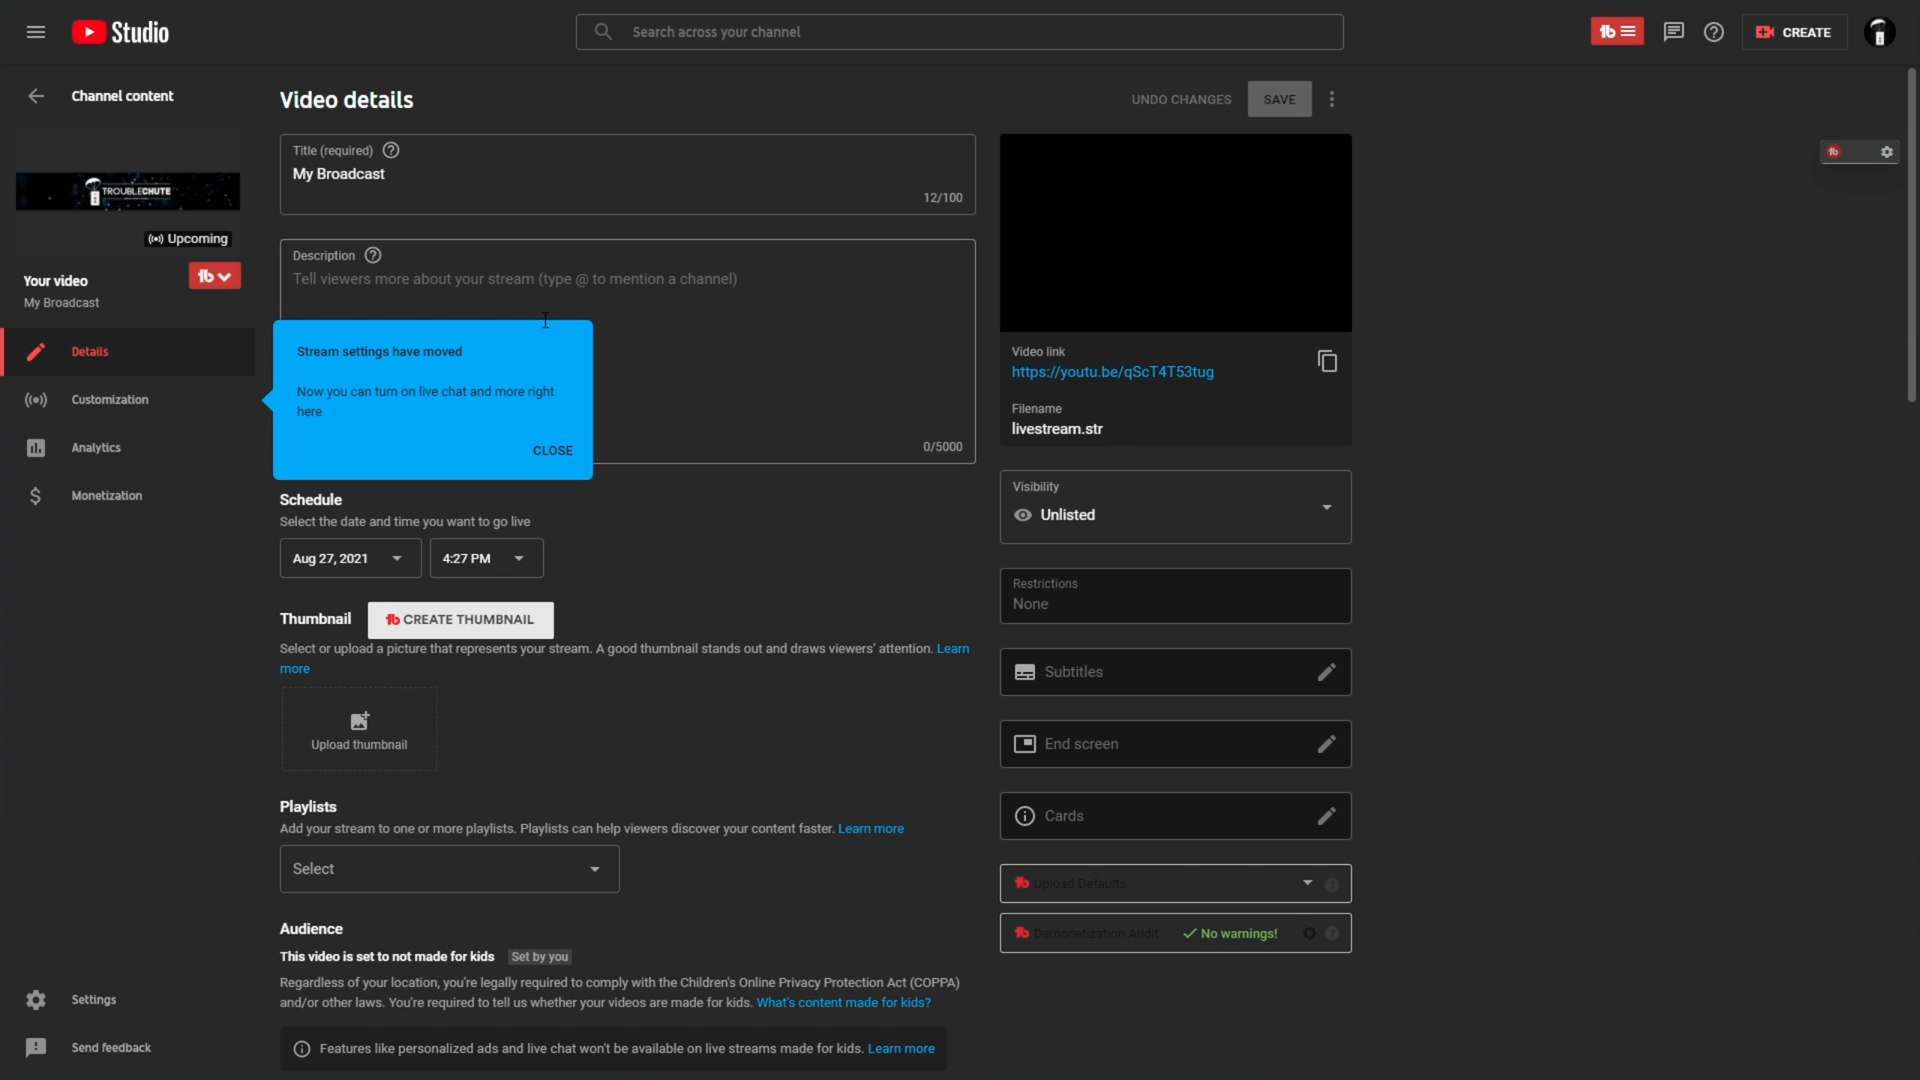 Studio
Search across your channel
CREATE
Channel content
TROUBLECHUTE
Upcoming
Your video
My Broadcast
Details
Customization
Analytics
Monetization
Settings
Send feedback
Video details
UNDO CHANGES
SAVE
Title (required)
My Broadcast
12/100
Description
Tell viewers more about your stream (type @ to mention a channel)
0/5000
Stream settings have moved
Now you can turn on live chat and more right
here
CLOSE
Schedule
Select the date and time you want to go live
Aug 27, 2021
4:27 PM
Thumbnail
CREATE THUMBNAIL
Select or upload a picture that represents your stream. A good thumbnail stands out and draws viewers' attention. Learn
more
Upload thumbnail
Playlists
Add your stream to one or more playlists. Playlists can help viewers discover your content faster. Learn more
Select
Audience
This video is set to not made for kids Set by you
Regardless of your location, you're legally required to comply with the Children's Online Privacy Protection Act (COPPA)
and/or other laws. You're required to tell us whether your videos are made for kids. What's content made for kids?
Features like personalized ads and live chat won't be available on live streams made for kids. Learn more
Video link
https://youtu.be/qScT4T53tug
Filename
livestream.str
Visibility
Unlisted
Restrictions
None
Subtitles
End screen
Cards
Upload Defaults
Demonetization Audit No warnings!